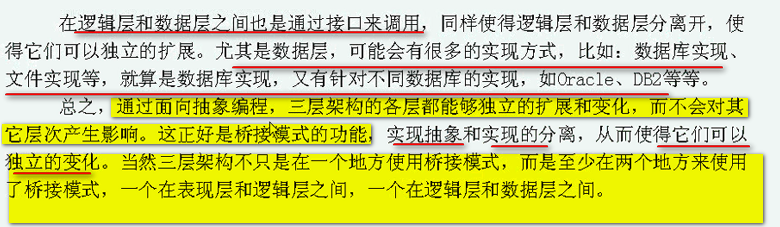 在逻辑层和数据层之间也是通过接口来调用，同样使得逻辑层和数据层分离开，使
得它们可以独立的扩展。尤其是数据层，可能会有很多的实现方式，比如：数据库实现、
文件实现等，就算是数据库实现，又有针对不同数据库的实现，如Oracle、DB2等等。
总之，通过面向抽象编程，三层架构的各层都能够独立的扩展和变化，而不会对其
它层次产生影响。这正好是桥接模式的功能，实现抽象和实现的分离，从而使得它们可以
独立的变化。当然三层架构不只是在一个地方使用桥接模式，而是至少在两个地方来使用
了桥接模式，一个在表现层和逻辑层之间，一个在逻辑层和数据层之间。